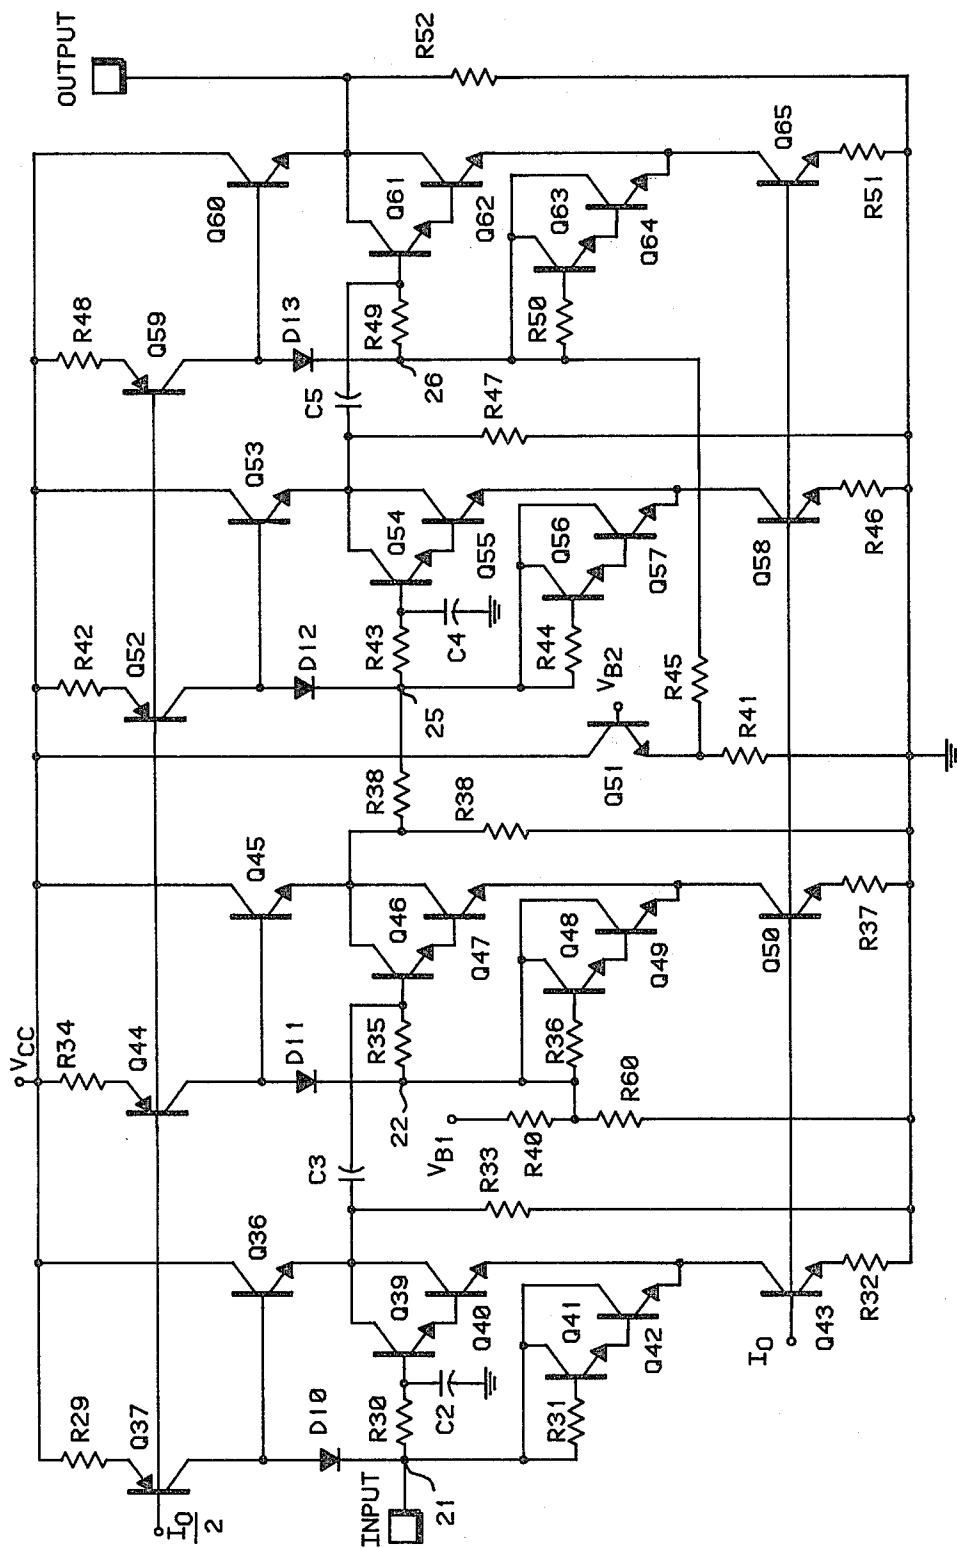 OUTPUT
R52
Q60
Q61
Q62
Q63
Q64
Q65
R51
R48
Q59
D13
R49
26
R50
C5
R47
Q53
Q54
Q55
Q56
Q57
Q58
R46
R42
Q52
D12
R43
C4
25
R44
VB2
R45
Q51
R41
R38
R38
Q45
Q46
Q47
Q48
Q49
Q50
R37
VCC
R34
Q44
D11
R35
22
R36
R60
VB1
R40
C3
R33
Q36
Q39
Q40
Q41
Q42
IO
Q43
R32
R29
Q37
D10
R30
C2
R31
INPUT
21
IO
2